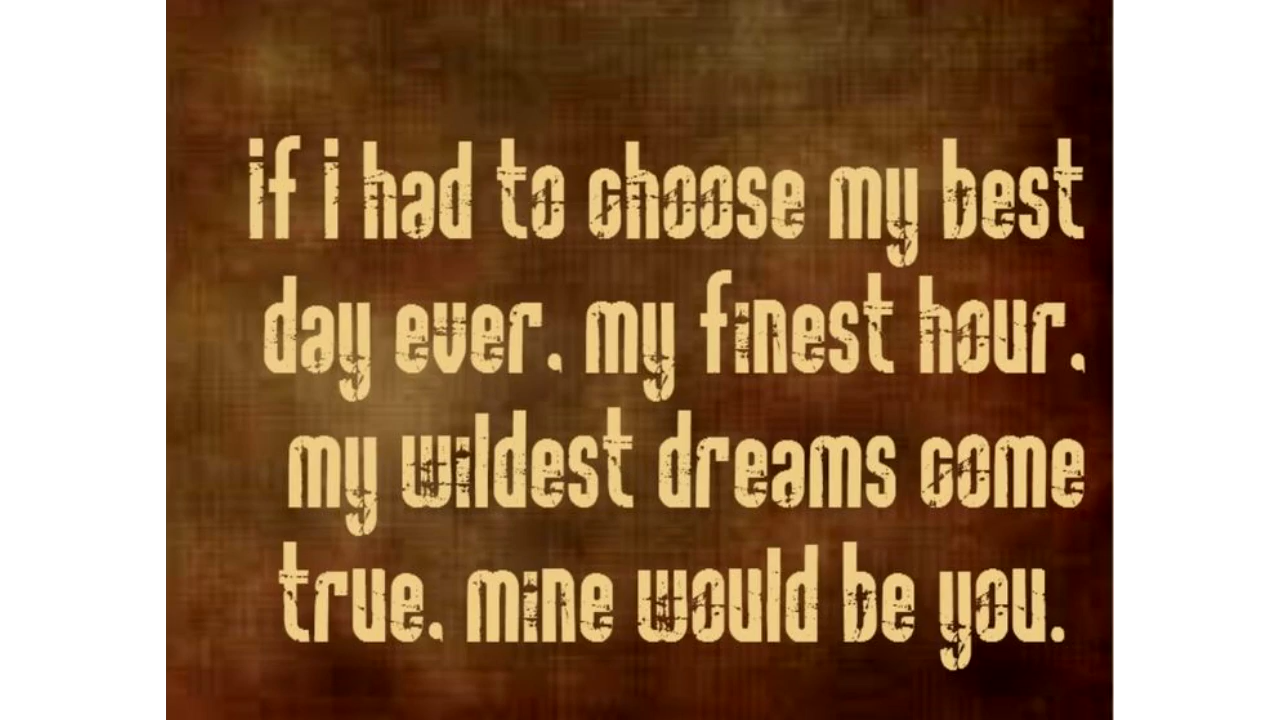 if i had to choose my best
day ever, my finest hour,
my wildest dreams come
true, mine would be you.